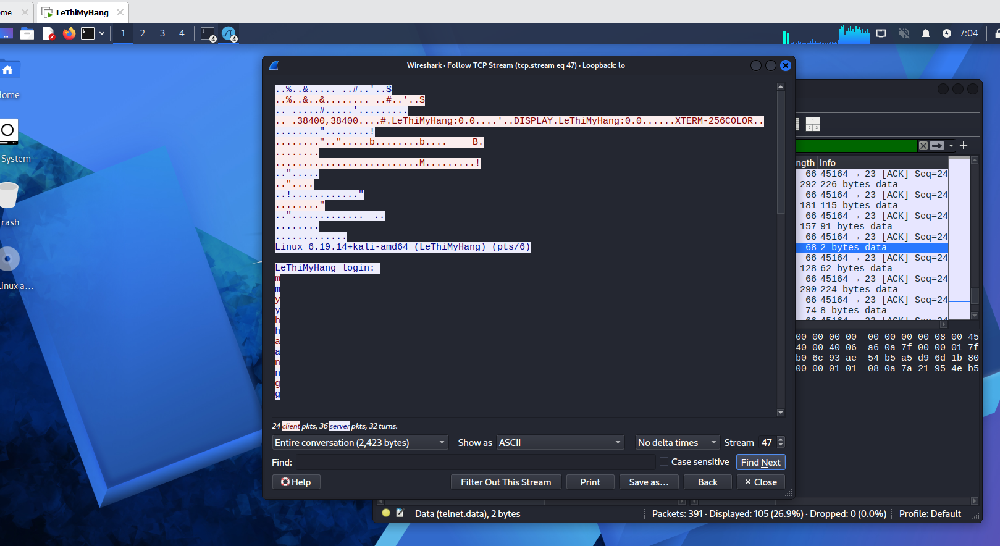 ome
LeThiMyHang
1 2 3 4
4
4
7:04
Home
System
Trash
Linux a...
Wireshark · Follow TCP Stream (tcp.stream eq 47) · Loopback: lo
..%..&..... ..#..'..$
..%..&..&........ ..#..'..$
.. .....#.....'.........
.. .38400,38400....#.LeThiMyHang:0.0....'..DISPLAY.LeThiMyHang:0.0......XTERM-256COLOR..
........"........!
........"..".....b........b.... B.
........
..........................M.........!
..".....
.."....
..!............"
........"
.."............. ..
........
.............
Linux 6.19.14+kali-amd64 (LeThiMyHang) (pts/6)
LeThiMyHang login:
m
m
y
y
h
h
a
a
n
n
g
g
24 client pkts, 36 server pkts, 32 turns.
Entire conversation (2,423 bytes) Show as ASCII No delta times Stream 47
Find: Case sensitive Find Next
Help Filter Out This Stream Print Save as... Back × Close
ngth Info
66 45164 → 23 [ACK] Seq=24
292 226 bytes data
66 45164 → 23 [ACK] Seq=24
181 115 bytes data
66 45164 → 23 [ACK] Seq=24
157 91 bytes data
66 45164 → 23 [ACK] Seq=24
68 2 bytes data
66 45164 → 23 [ACK] Seq=24
128 62 bytes data
66 45164 → 23 [ACK] Seq=24
290 224 bytes data
66 45164 → 23 [ACK] Seq=24
74 8 bytes data
66 45164 → 23 [ACK] Seq=24
00 00 00 00 00 00 00 00 08 00 45
40 00 40 06 a6 0a 7f 00 00 01 7f
b0 6c 93 ae 54 b5 a5 d9 6d 1b 80
00 00 01 01 08 0a 7a 21 95 4e b5
Data (telnet.data), 2 bytes Packets: 391 · Displayed: 105 (26.9%) · Dropped: 0 (0.0%) Profile: Default